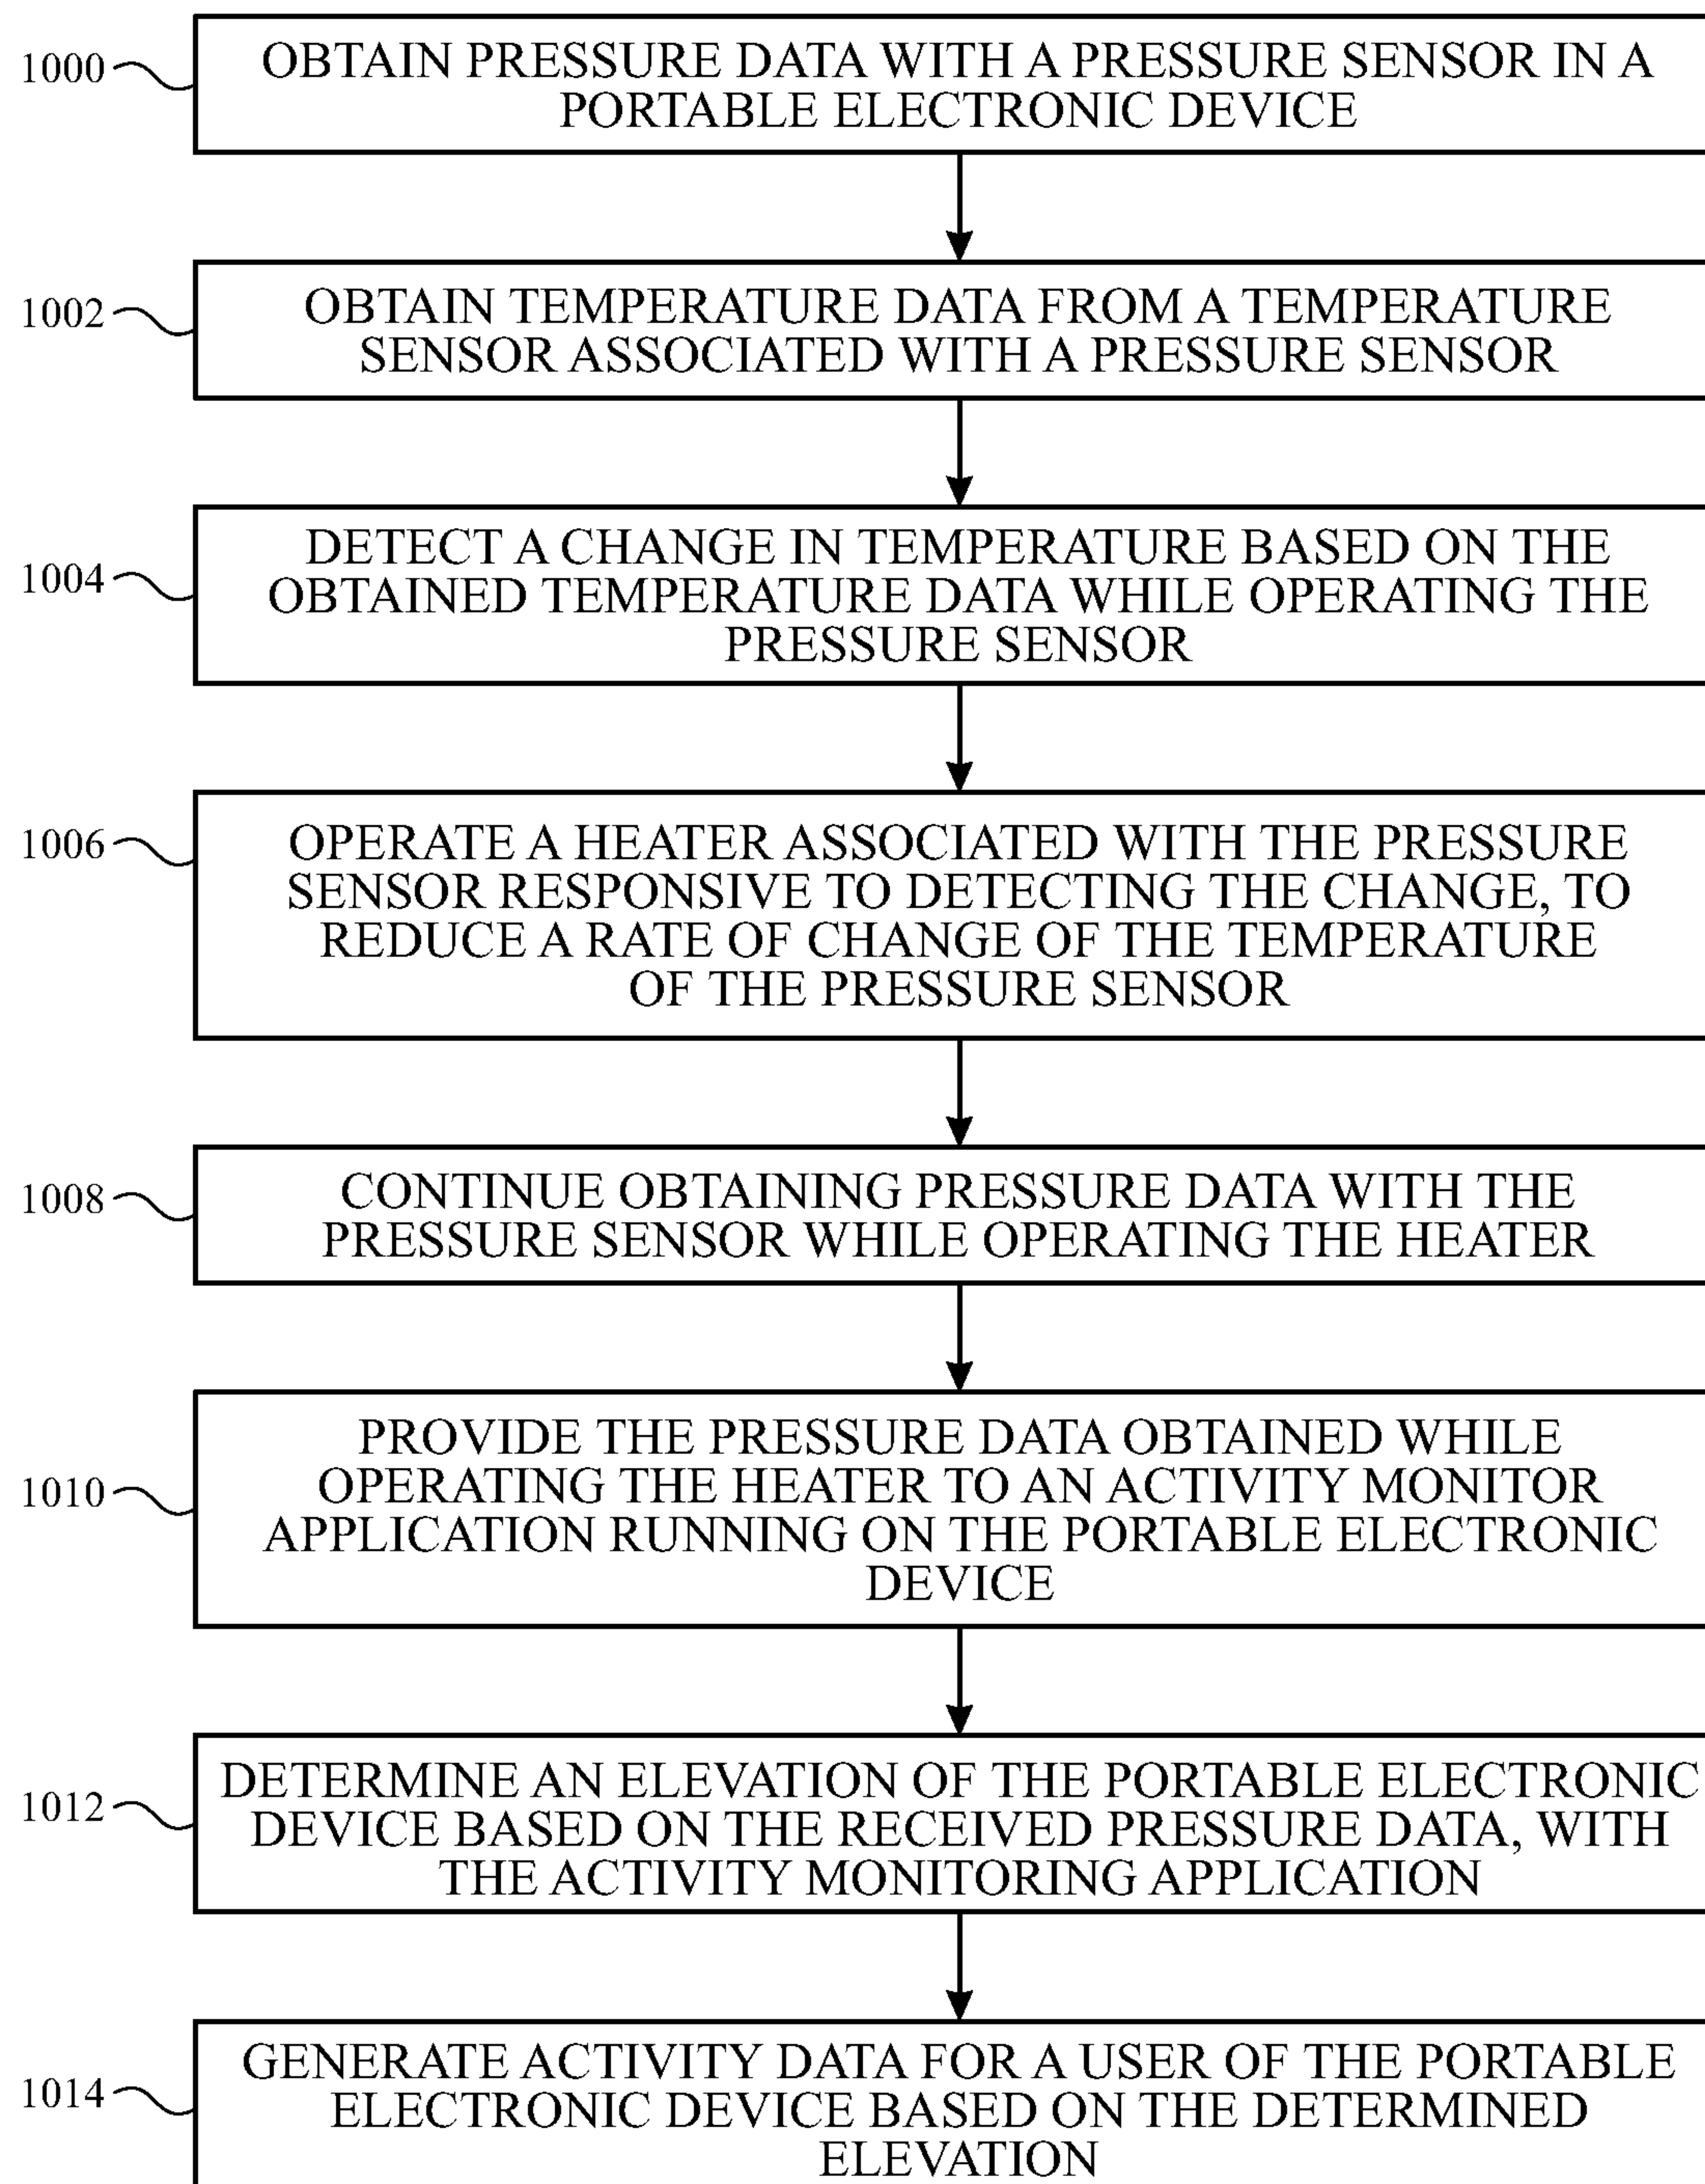 1000
OBTAIN PRESSURE DATA WITH A PRESSURE SENSOR IN A
PORTABLE ELECTRONIC DEVICE
1002
OBTAIN TEMPERATURE DATA FROM A TEMPERATURE
SENSOR ASSOCIATED WITH A PRESSURE SENSOR
1004
DETECT A CHANGE IN TEMPERATURE BASED ON THE
OBTAINED TEMPERATURE DATA WHILE OPERATING THE
PRESSURE SENSOR
1006
OPERATE A HEATER ASSOCIATED WITH THE PRESSURE
SENSOR RESPONSIVE TO DETECTING THE CHANGE, TO
REDUCE A RATE OF CHANGE OF THE TEMPERATURE
OF THE PRESSURE SENSOR
1008
CONTINUE OBTAINING PRESSURE DATA WITH THE
PRESSURE SENSOR WHILE OPERATING THE HEATER
1010
PROVIDE THE PRESSURE DATA OBTAINED WHILE
OPERATING THE HEATER TO AN ACTIVITY MONITOR
APPLICATION RUNNING ON THE PORTABLE ELECTRONIC
DEVICE
1012
DETERMINE AN ELEVATION OF THE PORTABLE ELECTRONIC
DEVICE BASED ON THE RECEIVED PRESSURE DATA, WITH
THE ACTIVITY MONITORING APPLICATION
1014
GENERATE ACTIVITY DATA FOR A USER OF THE PORTABLE
ELECTRONIC DEVICE BASED ON THE DETERMINED
ELEVATION